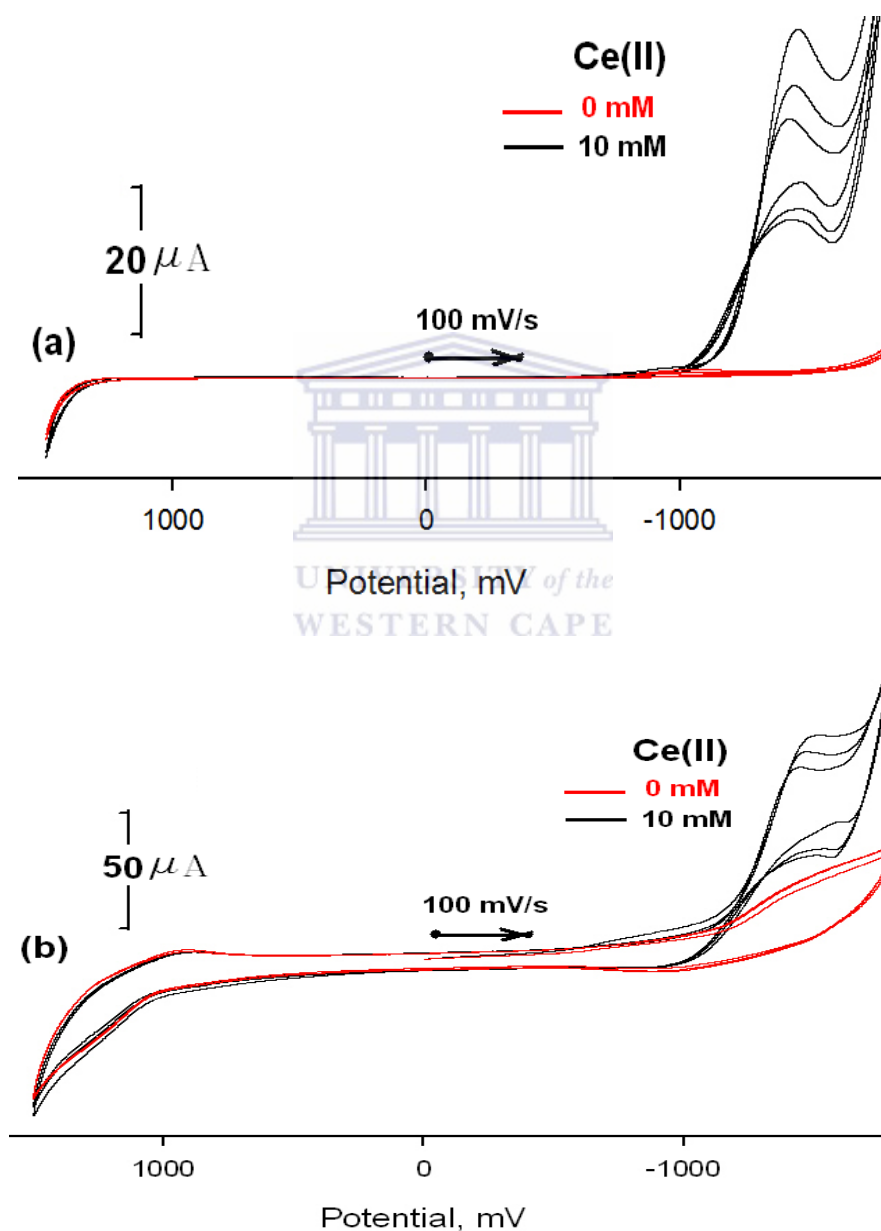 Ce(II)
0 mM
10 mM
20 μA
100 mV/s
(a)
1000 0 -1000
Potential, mV
UNIVERSITY of the
WESTERN CAPE
Ce(II)
0 mM
10 mM
50 μA
100 mV/s
(b)
1000 0 -1000
Potential, mV